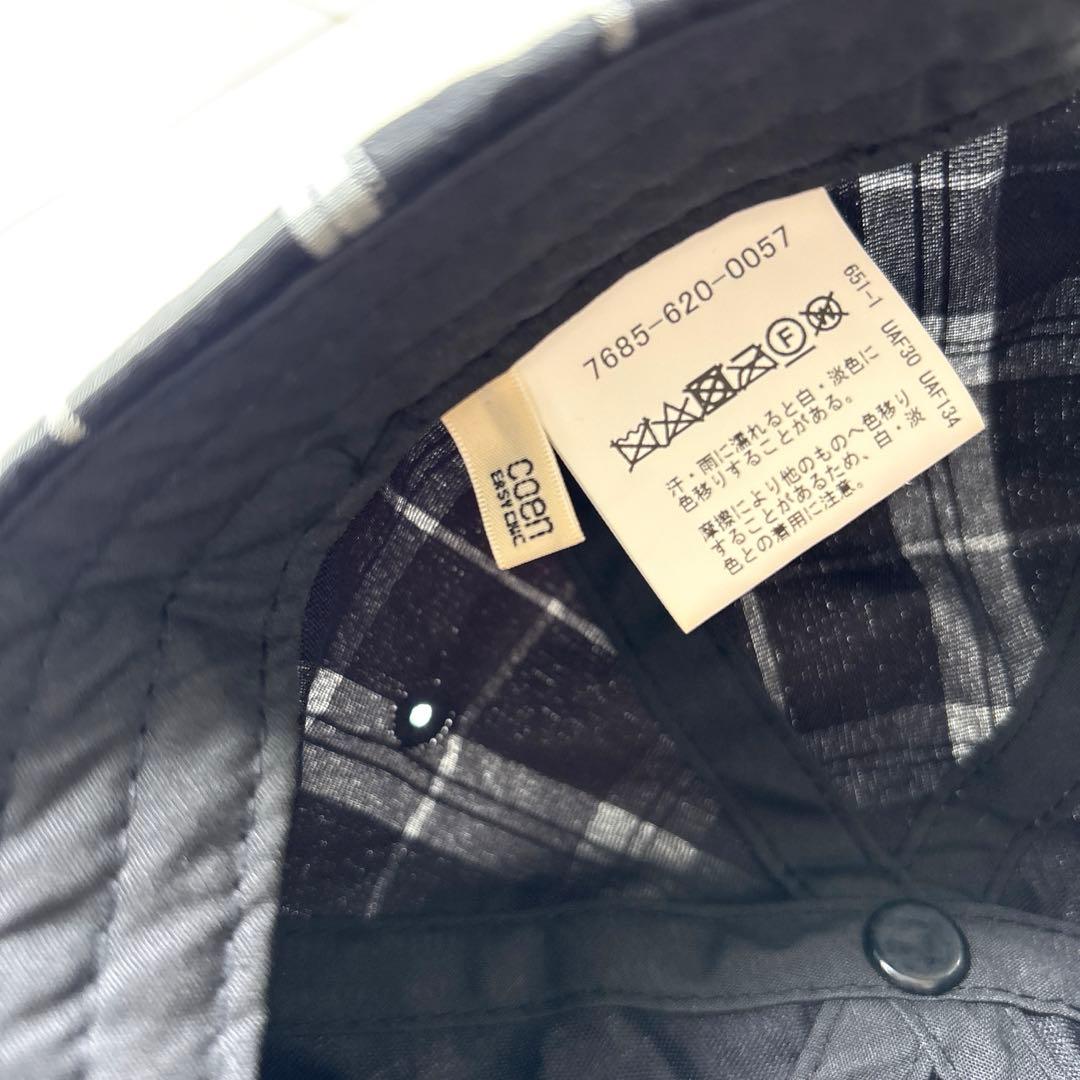 7685-620-0057
F
W
汗・雨に濡れると白・淡色に
色移りすることがある。
摩擦により他のものへ色移り
することがあるため、白・淡
色との着用に注意。
651-1 UAF30 UAF134
coen
EASY CHIC